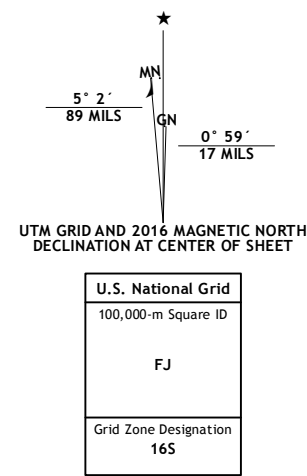 ★
MN
5° 2´
89 MILS
GN
0° 59´
17 MILS
UTM GRID AND 2016 MAGNETIC NORTH
DECLINATION AT CENTER OF SHEET
U.S. National Grid
100,000-m Square ID
FJ
Grid Zone Designation
16S